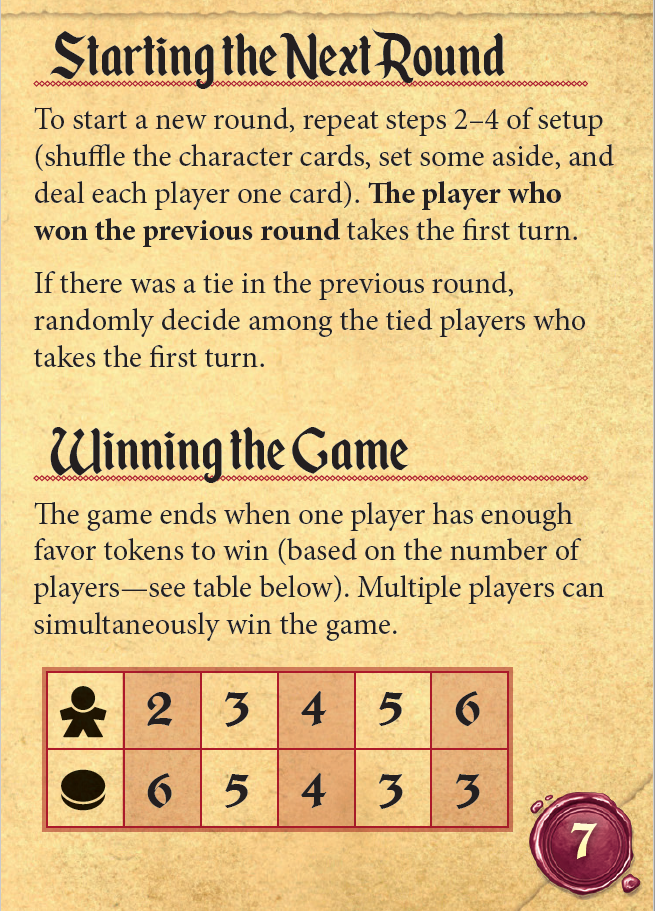 Starting the Next Round
To start a new round, repeat steps 2–4 of setup
(shuffle the character cards, set some aside, and
deal each player one card). The player who
won the previous round takes the first turn.
If there was a tie in the previous round,
randomly decide among the tied players who
takes the first turn.
Winning the Game
The game ends when one player has enough
favor tokens to win (based on the number of
players—see table below). Multiple players can
simultaneously win the game.
2 3 4 5 6
6 5 4 3 3
7